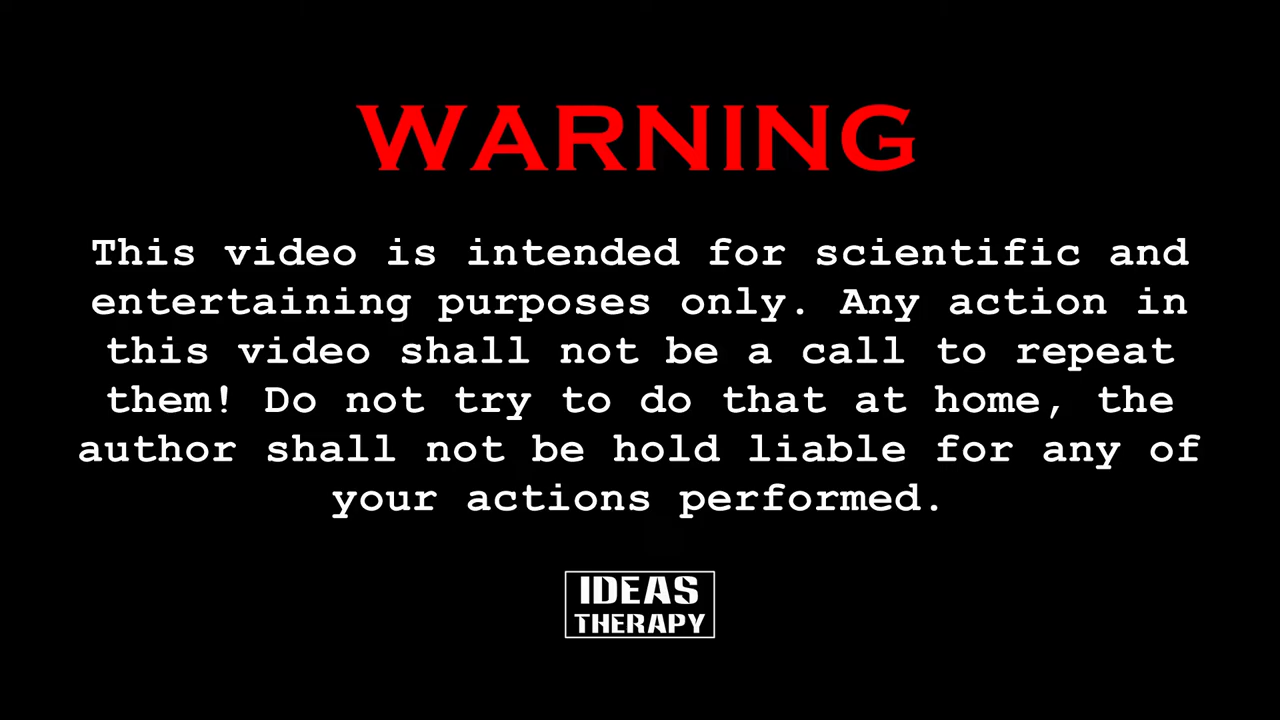 WARNING
This video is intended for scientific and
entertaining purposes only. Any action in
this video shall not be a call to repeat
them! Do not try to do that at home, the
author shall not be hold liable for any of
your actions performed.
IDEAS
THERAPY